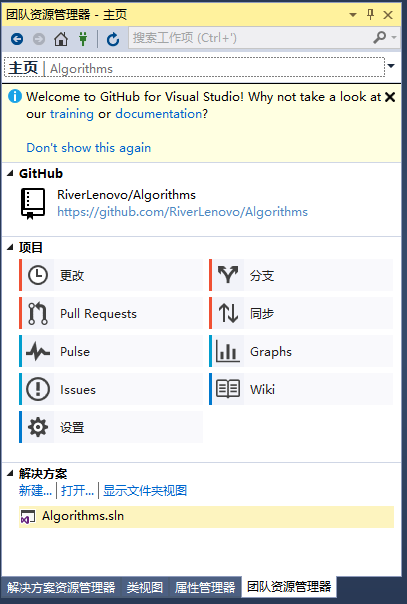 团队资源管理器 - 主页
搜索工作项 (Ctrl+')
主页 | Algorithms
Welcome to GitHub for Visual Studio! Why not take a look at
our training or documentation?
Don't show this again
GitHub
RiverLenovo/Algorithms
https://github.com/RiverLenovo/Algorithms
项目
更改
分支
Pull Requests
同步
Pulse
Graphs
Issues
Wiki
设置
解决方案
新建... | 打开... | 显示文件夹视图
Algorithms.sln
解决方案资源管理器 类视图 属性管理器 团队资源管理器